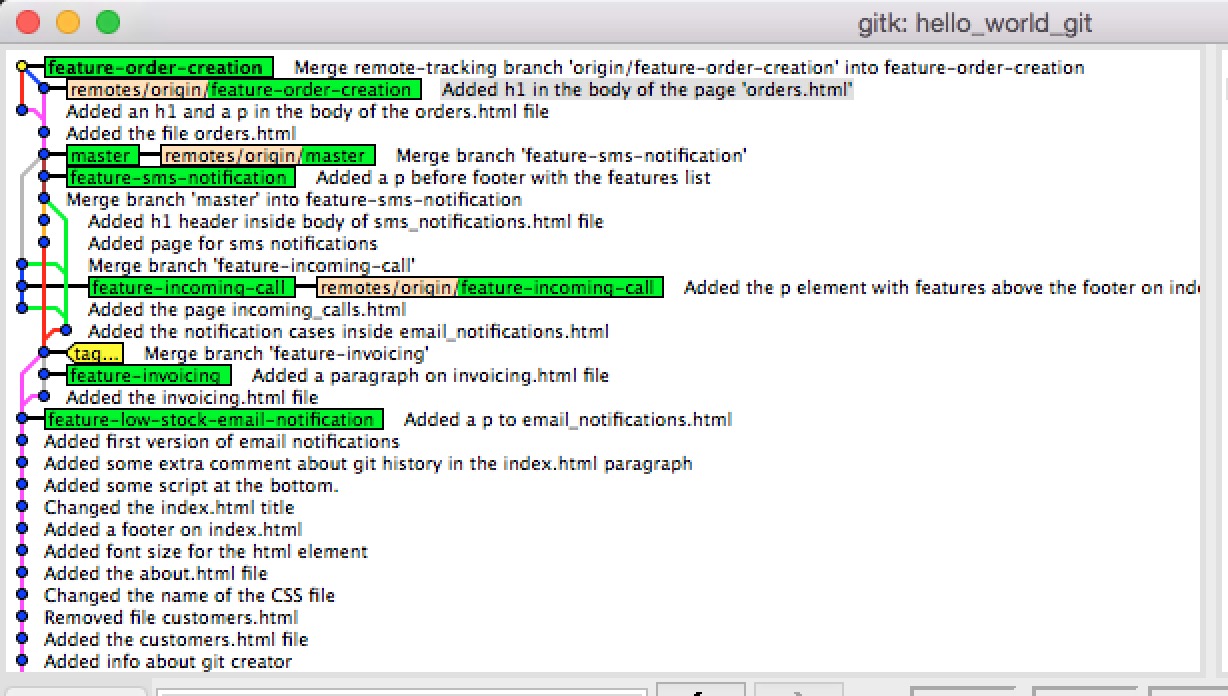 gitk: hello_world_git
feature-order-creation Merge remote-tracking branch 'origin/feature-order-creation' into feature-order-creation
remotes/origin/feature-order-creation Added h1 in the body of the page 'orders.html'
Added an h1 and a p in the body of the orders.html file
Added the file orders.html
master remotes/origin/master Merge branch 'feature-sms-notification'
feature-sms-notification Added a p before footer with the features list
Merge branch 'master' into feature-sms-notification
Added h1 header inside body of sms_notifications.html file
Added page for sms notifications
Merge branch 'feature-incoming-call'
feature-incoming-call remotes/origin/feature-incoming-call Added the p element with features above the footer on
Added the page incoming_calls.html
Added the notification cases inside email_notifications.html
tag... Merge branch 'feature-invoicing'
feature-invoicing Added a paragraph on invoicing.html file
Added the invoicing.html file
feature-low-stock-email-notification Added a p to email_notifications.html
Added first version of email notifications
Added some extra comment about git history in the index.html paragraph
Added some script at the bottom.
Changed the index.html title
Added a footer on index.html
Added font size for the html element
Added the about.html file
Changed the name of the CSS file
Removed file customers.html
Added the customers.html file
Added info about git creator